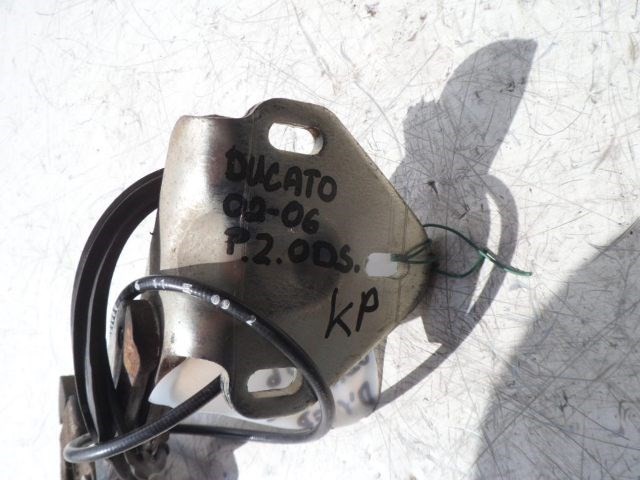 DUCATO
02-06
P.2.0DS.
KP